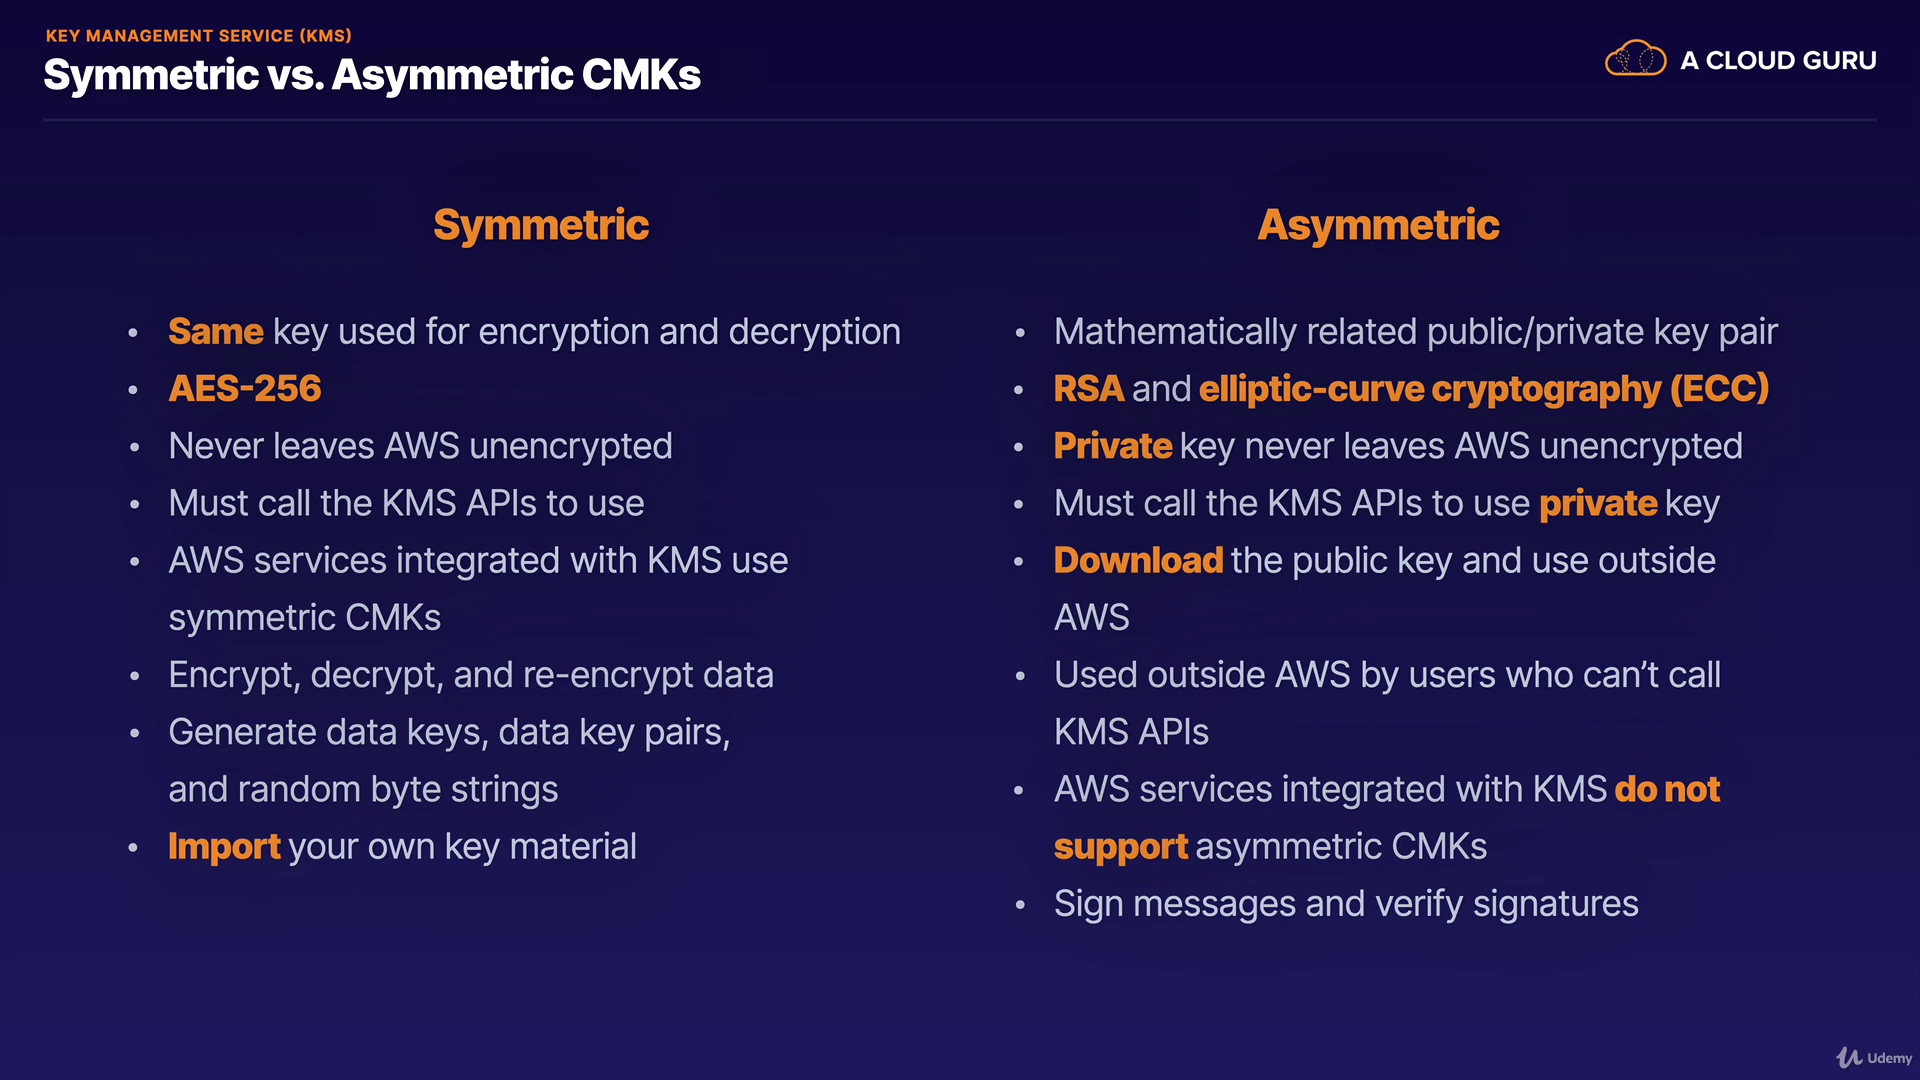 KEY MANAGEMENT SERVICE (KMS)
Symmetric vs. Asymmetric CMKs
A CLOUD GURU
Symmetric
• Same key used for encryption and decryption
• AES-256
• Never leaves AWS unencrypted
• Must call the KMS APIs to use
• AWS services integrated with KMS use
symmetric CMKs
• Encrypt, decrypt, and re-encrypt data
• Generate data keys, data key pairs,
and random byte strings
• Import your own key material
Asymmetric
• Mathematically related public/private key pair
• RSA and elliptic-curve cryptography (ECC)
• Private key never leaves AWS unencrypted
• Must call the KMS APIs to use private key
• Download the public key and use outside
AWS
• Used outside AWS by users who can’t call
KMS APIs
• AWS services integrated with KMS do not
support asymmetric CMKs
• Sign messages and verify signatures
Udemy